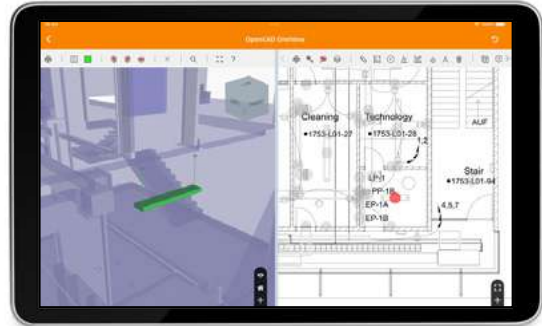 OpenCAD OneView
?
Cleaning
Technology
•1753-L01-27
•1753-L01-28
AUF
1,2
Stair
•1753-L01-94
LP-1
PP-1B
EP-1A
4,5,7
EP-1B